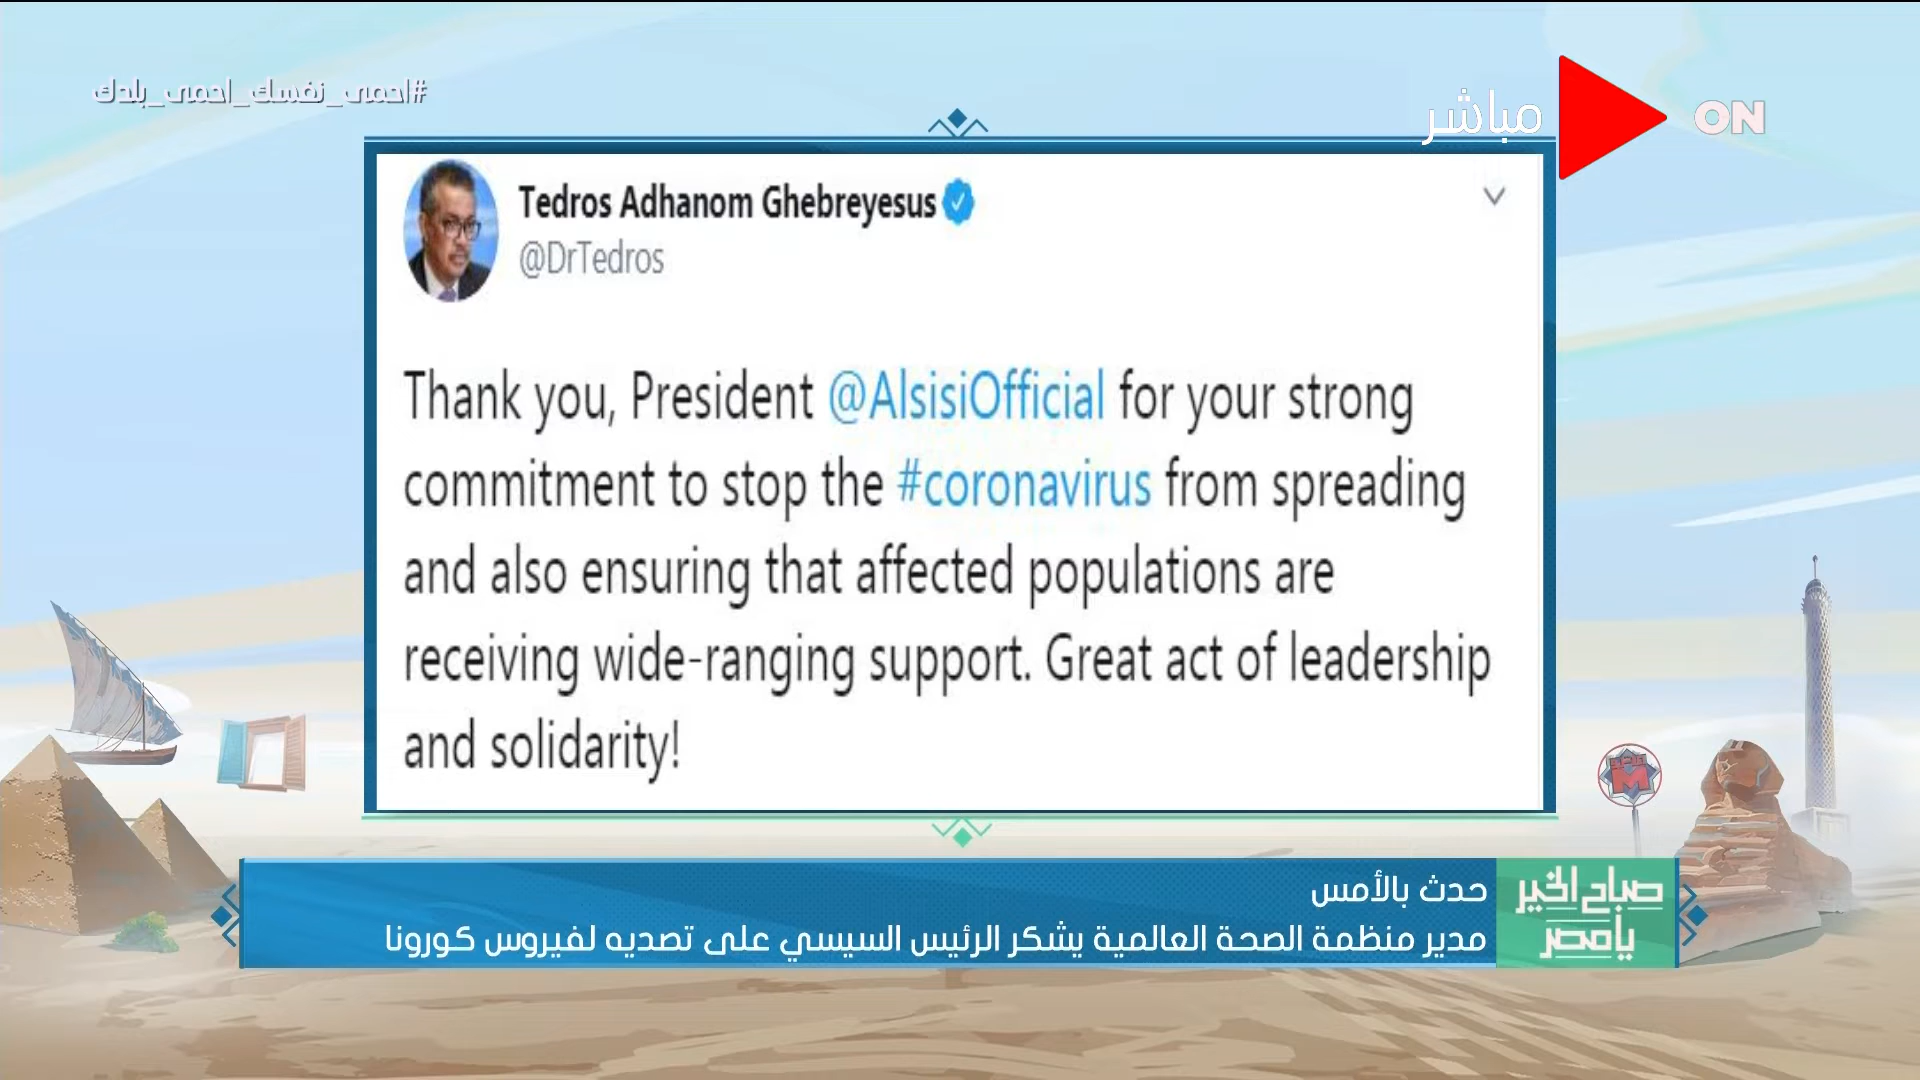 #احمى_نفسك_احمى_بلدك
مباشر
ON
Tedros Adhanom Ghebreyesus
@DrTedros
Thank you, President @AlsisiOfficial for your strong
commitment to stop the #coronavirus from spreading
and also ensuring that affected populations are
receiving wide-ranging support. Great act of leadership
and solidarity!
صباح الخير
يا مصر
حدث بالأمس
مدير منظمة الصحة العالمية يشكر الرئيس السيسي على تصديه لفيروس كورونا